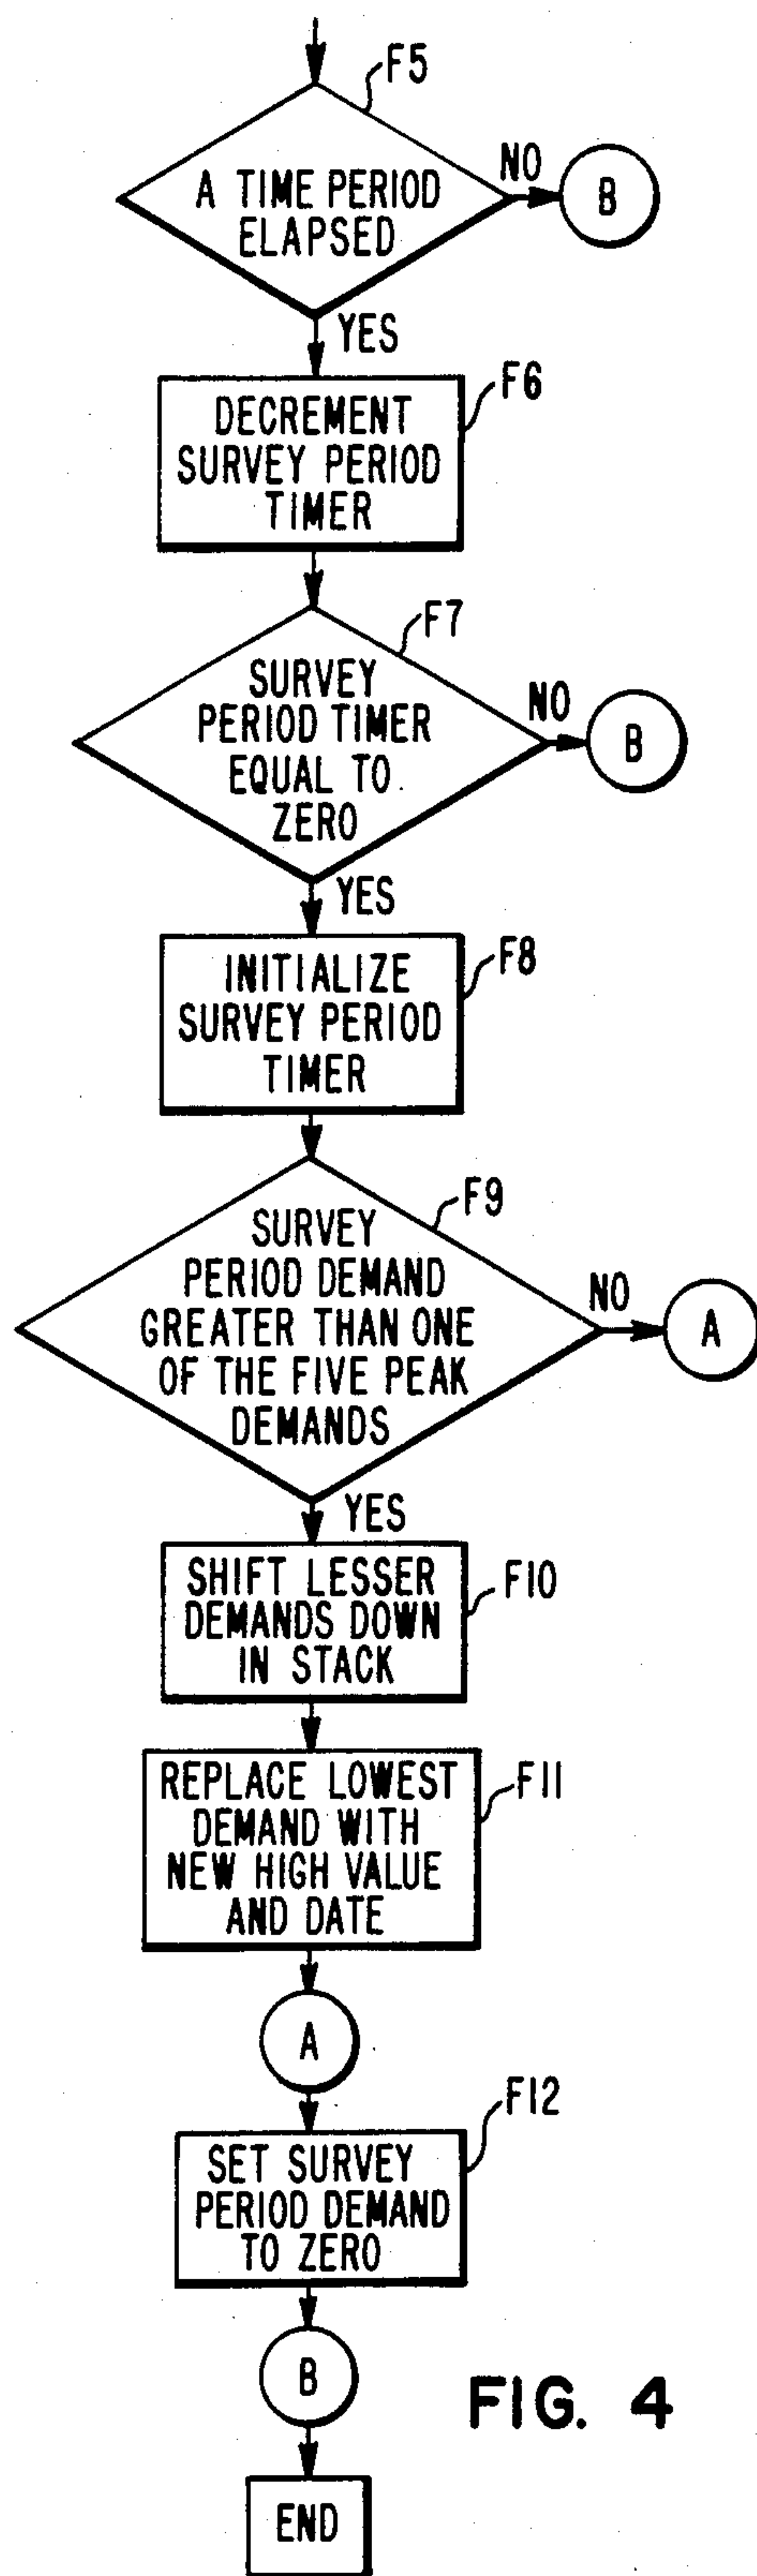 F5
A TIME PERIOD
ELAPSED
NO
B
YES
F6
DECREMENT
SURVEY PERIOD
TIMER
F7
SURVEY
PERIOD TIMER
EQUAL TO
ZERO
NO
B
YES
F8
INITIALIZE
SURVEY PERIOD
TIMER
F9
SURVEY
PERIOD DEMAND
GREATER THAN ONE
OF THE FIVE PEAK
DEMANDS
NO
A
YES
F10
SHIFT LESSER
DEMANDS DOWN
IN STACK
F11
REPLACE LOWEST
DEMAND WITH
NEW HIGH VALUE
AND DATE
A
F12
SET SURVEY
PERIOD DEMAND
TO ZERO
B
FIG. 4
END